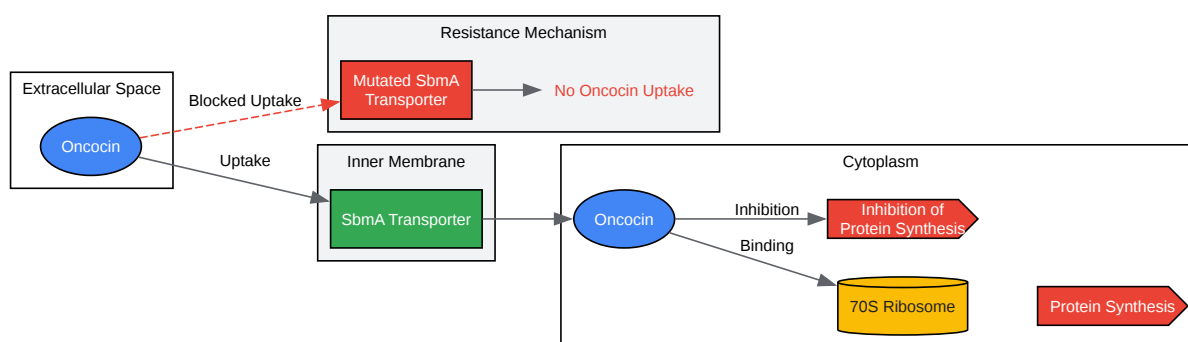 Resistance Mechanism
Mutated SbmA
Transporter
No Oncocin Uptake
Extracellular Space
Oncocin
Blocked Uptake
Uptake
Inner Membrane
SbmA Transporter
Cytoplasm
Oncocin
Inhibition
Inhibition of
Protein Synthesis
Binding
70S Ribosome
Protein Synthesis